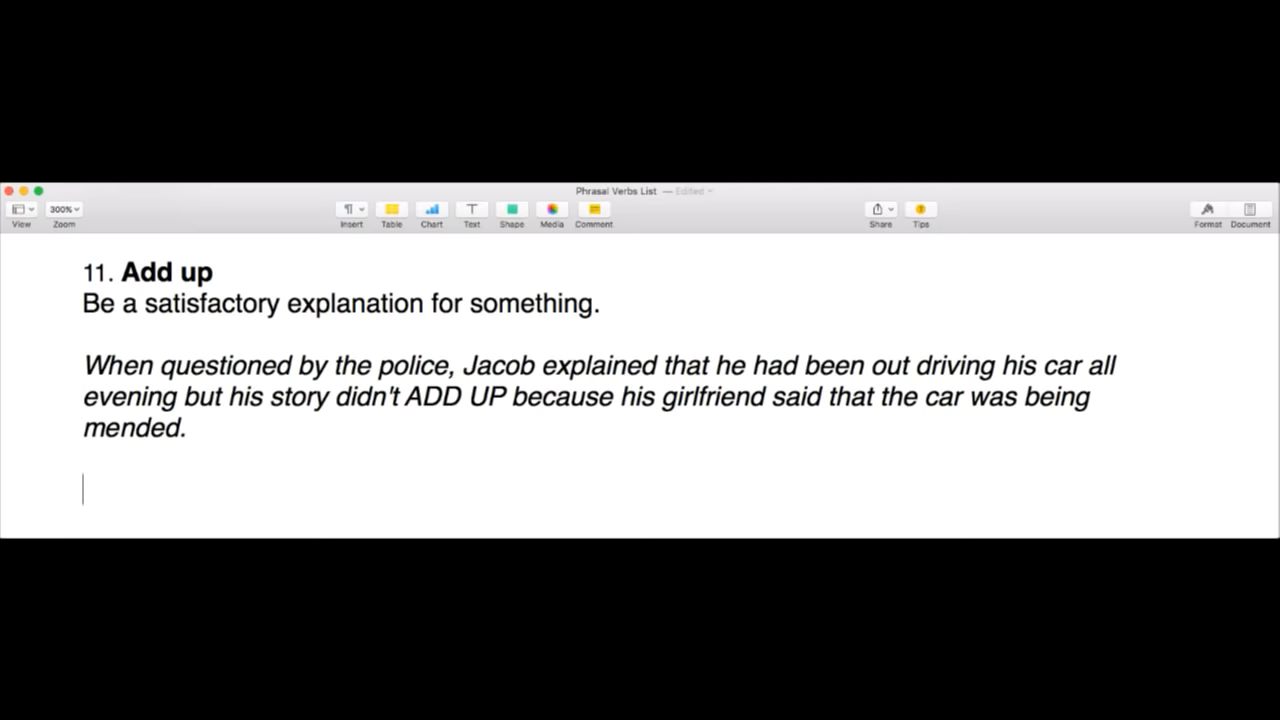 Phrasal Verbs List — Edited
300%
View Zoom Insert Table Chart Text Shape Media Comment Share Tips Format Document
11. Add up
Be a satisfactory explanation for something.
When questioned by the police, Jacob explained that he had been out driving his car all
evening but his story didn't ADD UP because his girlfriend said that the car was being
mended.